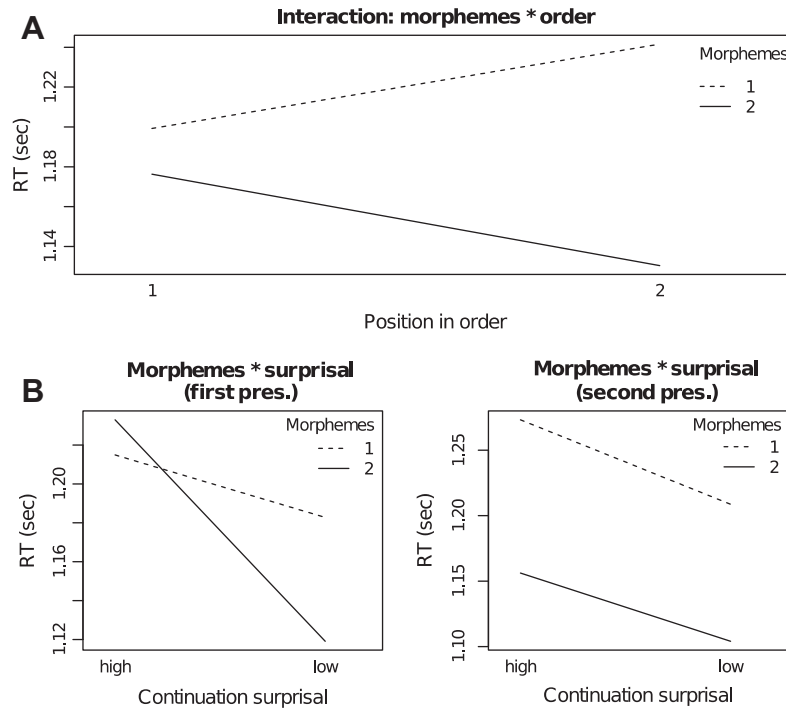 A
Interaction: morphemes * order
RT (sec)
1.14
1.18
1.22
Morphemes
1
2
1
2
Position in order
B
Morphemes * surprisal
(first pres.)
RT (sec)
1.12
1.16
1.20
Morphemes
1
2
high
low
Continuation surprisal
Morphemes * surprisal
(second pres.)
RT (sec)
1.10
1.15
1.20
1.25
Morphemes
1
2
high
low
Continuation surprisal